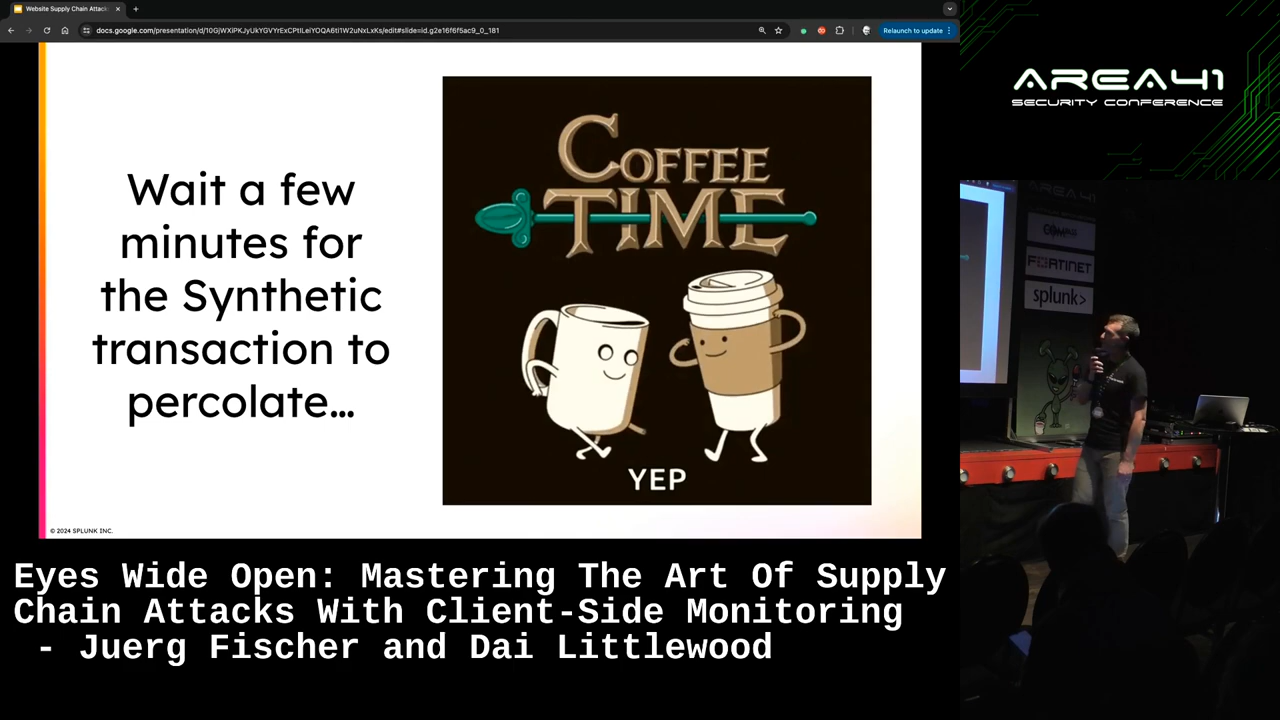 Website Supply Chain Attack
docs.google.com/presentation/d/10GjWXiPKJyUkYGVYrExCPtILeiYOQA6ti1W2uNxLxKs/edit#slide=id.g2e16f6f5ac9_0_181
Relaunch to update
Wait a few
minutes for
the Synthetic
transaction to
percolate…
COFFEE
TIME
YEP
© 2024 SPLUNK INC.
AREA41
SECURITY CONFERENCE
AREA41
FORTINET
splunk>
Eyes Wide Open: Mastering The Art Of Supply
Chain Attacks With Client-Side Monitoring
- Juerg Fischer and Dai Littlewood